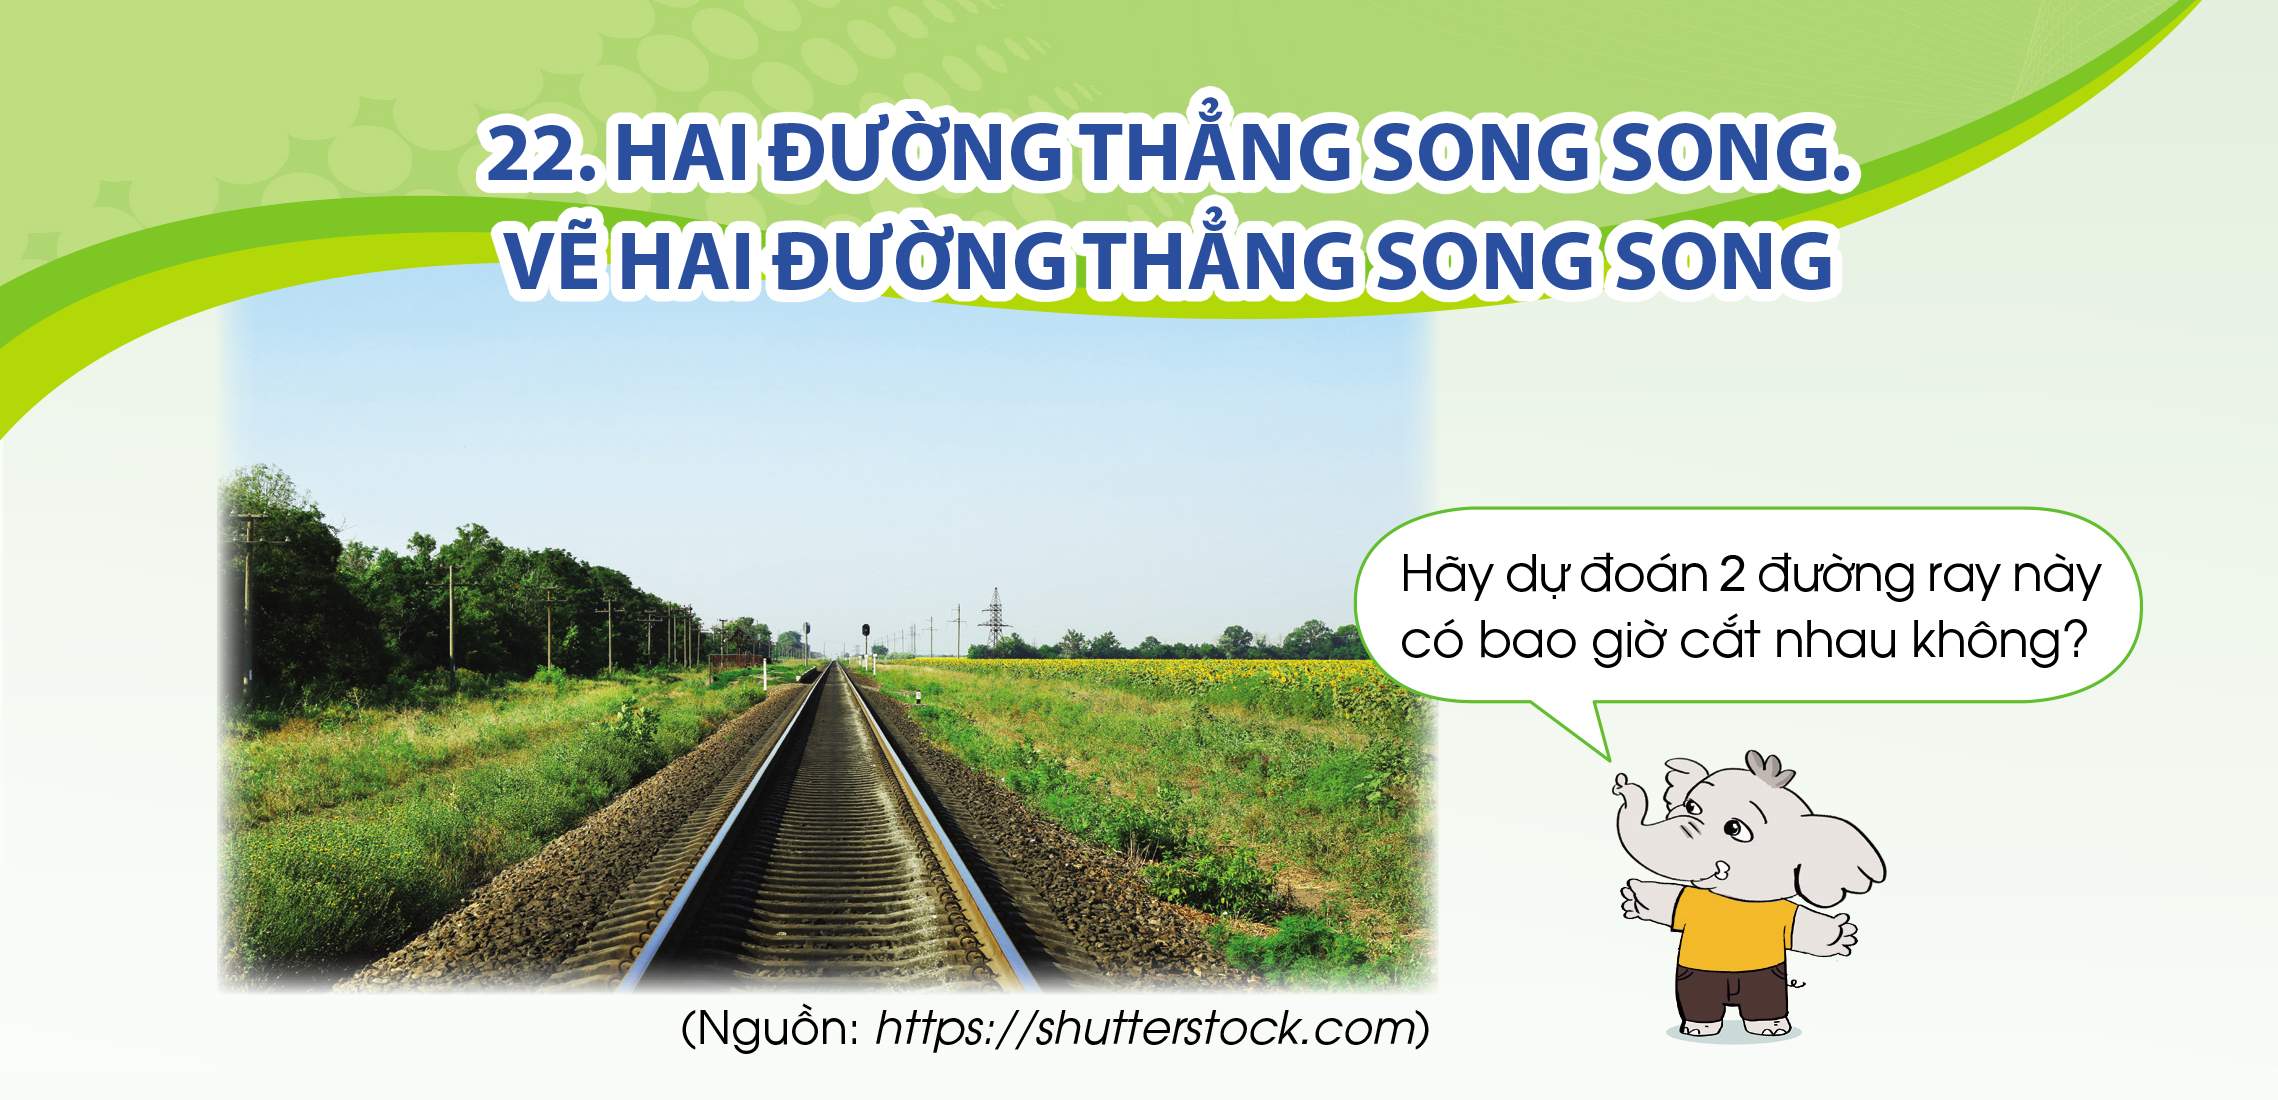 22. HAI ĐƯỜNG THẲNG SONG SONG.
VẼ HAI ĐƯỜNG THẲNG SONG SONG
Hãy dự đoán 2 đường ray này
có bao giờ cắt nhau không?
(Nguồn: https://shutterstock.com)